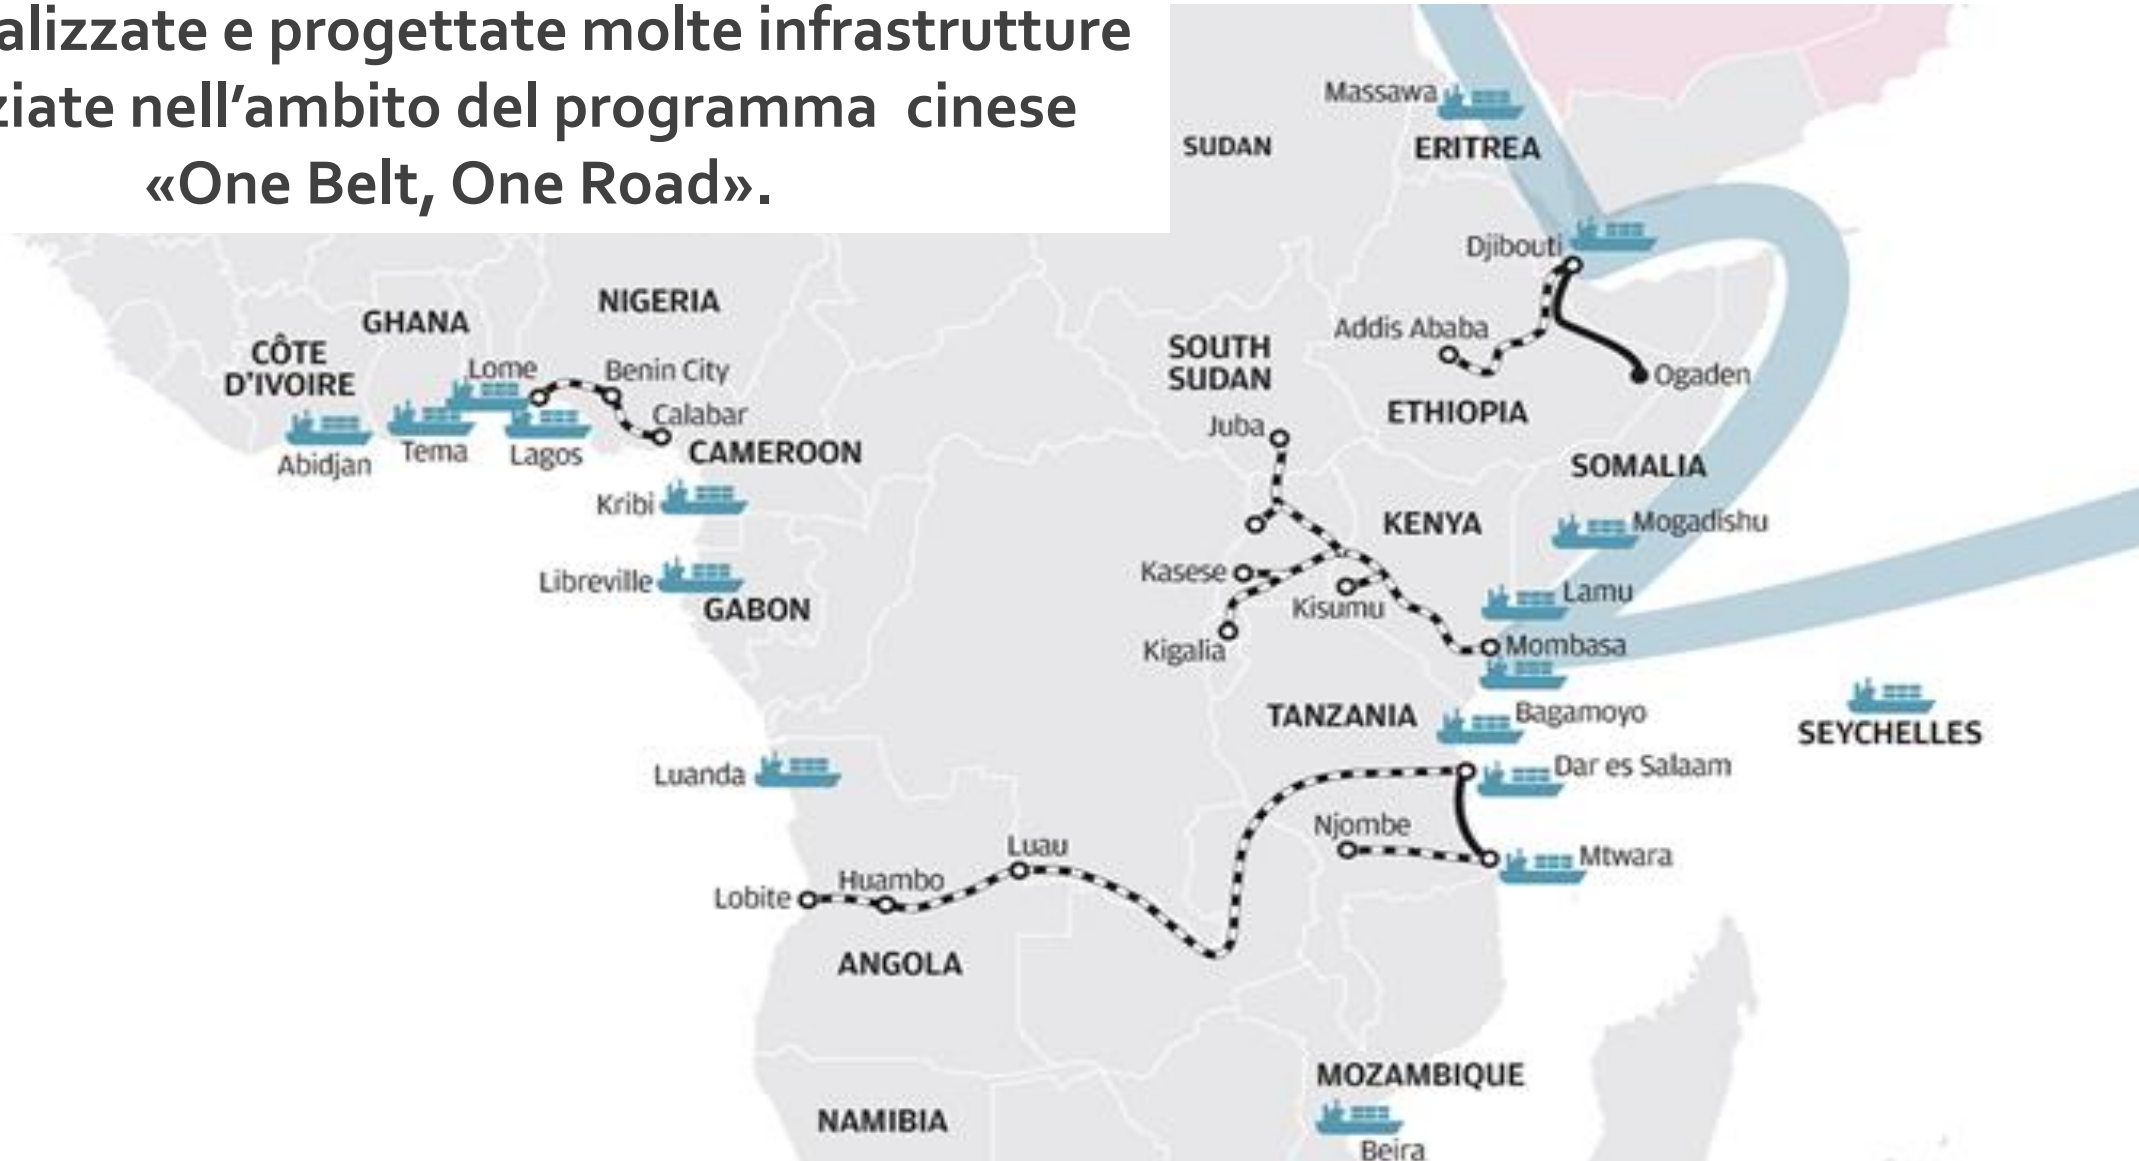 alizzate e progettate molte infrastrutture
ziate nell'ambito del programma  cinese
«One Belt, One Road».
Massawa
SUDAN
ERITREA
Djibouti
NIGERIA
GHANA
Addis Ababa
CÔTE
D'IVOIRE
SOUTH
SUDAN
Lome
Benin City
Ogaden
Calabar
ETHIOPIA
Juba
Abidjan
Tema
Lagos
CAMEROON
SOMALIA
Kribi
KENYA
Mogadishu
Kasese
Libreville
Lamu
GABON
Kisumu
Kigalia
Mombasa
TANZANIA
Bagamoyo
SEYCHELLES
Luanda
Dar es Salaam
Njombe
Luau
Mtwara
Huambo
Lobite
ANGOLA
MOZAMBIQUE
NAMIBIA
Beira